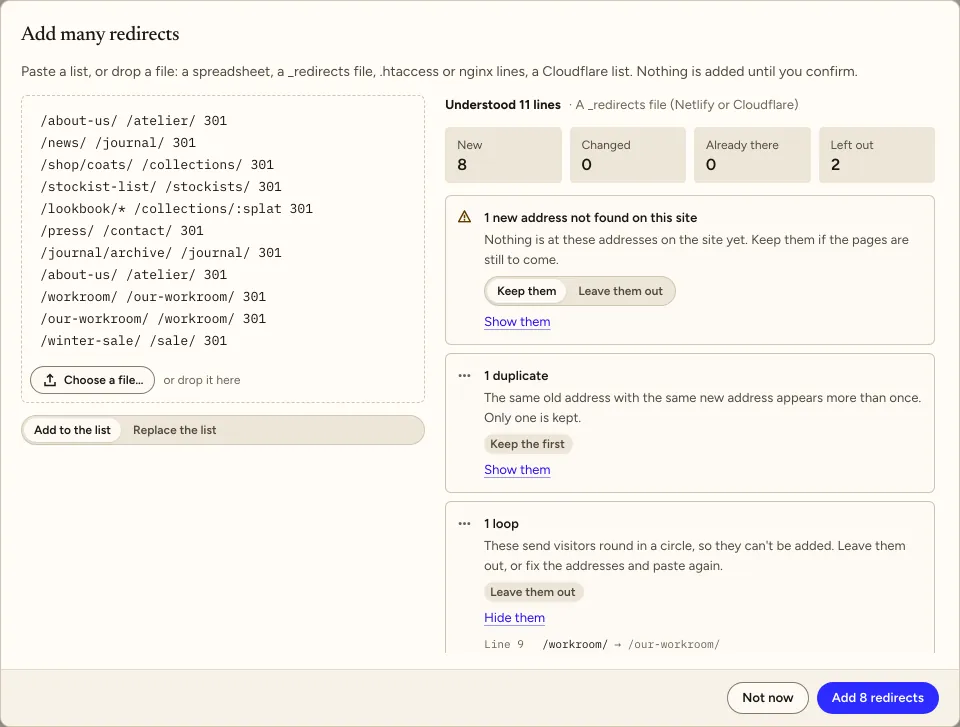 Add many redirects
Paste a list, or drop a file: a spreadsheet, a _redirects file, .htaccess or nginx lines, a Cloudflare list. Nothing is added until you confirm.
/about-us/ /atelier/ 301
/news/ /journal/ 301
/shop/coats/ /collections/ 301
/stockist-list/ /stockists/ 301
/lookbook/* /collections/:splat 301
/press/ /contact/ 301
/journal/archive/ /journal/ 301
/about-us/ /atelier/ 301
/workroom/ /our-workroom/ 301
/our-workroom/ /workroom/ 301
/winter-sale/ /sale/ 301
Choose a file... or drop it here
Add to the list Replace the list
Understood 11 lines · A _redirects file (Netlify or Cloudflare)
New Changed Already there Left out
8 0 0 2
1 new address not found on this site
Nothing is at these addresses on the site yet. Keep them if the pages are
still to come.
Keep them Leave them out
Show them
1 duplicate
The same old address with the same new address appears more than once.
Only one is kept.
Keep the first
Show them
1 loop
These send visitors round in a circle, so they can't be added. Leave them
out, or fix the addresses and paste again.
Leave them out
Hide them
Line 9 /workroom/ → /our-workroom/
Not now Add 8 redirects